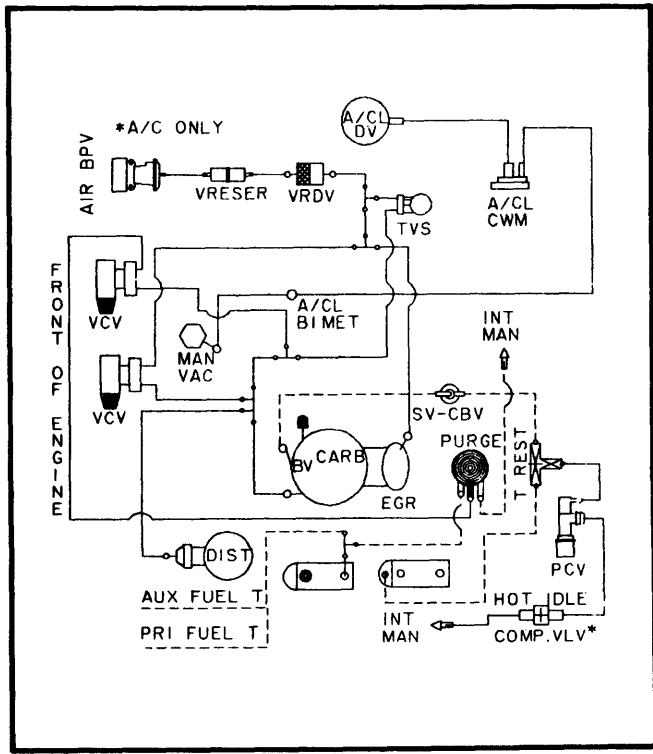 *A/C ONLY
AIR BPV
A/CL
DV
VRESER
VRDV
TVS
A/CL
CWM
FRONT OF ENGINE
VCV
A/CL
BIMET
INT
MAN
MAN
VAC
VCV
SV-CBV
BV
CARB
PURGE
T REST
EGR
DIST
PCV
AUX FUEL T
HOT IDLE
INT
MAN
COMP. VLV*
PRI FUEL T